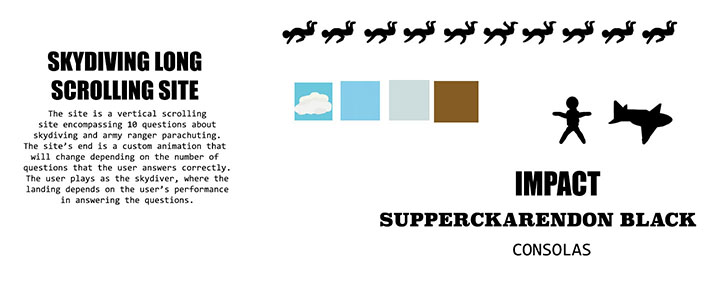 SKYDIVING LONG
SCROLLING SITE
The site is a vertical scrolling
site encompassing 10 questions about
skydiving and army ranger parachuting.
The site's end is a custom animation that
will change depending on the number of
questions that the user answers correctly.
The user plays as the skydiver, where the
landing depends on the user's performance
in answering the questions.
IMPACT
SUPPERCKARENDON BLACK
CONSOLAS